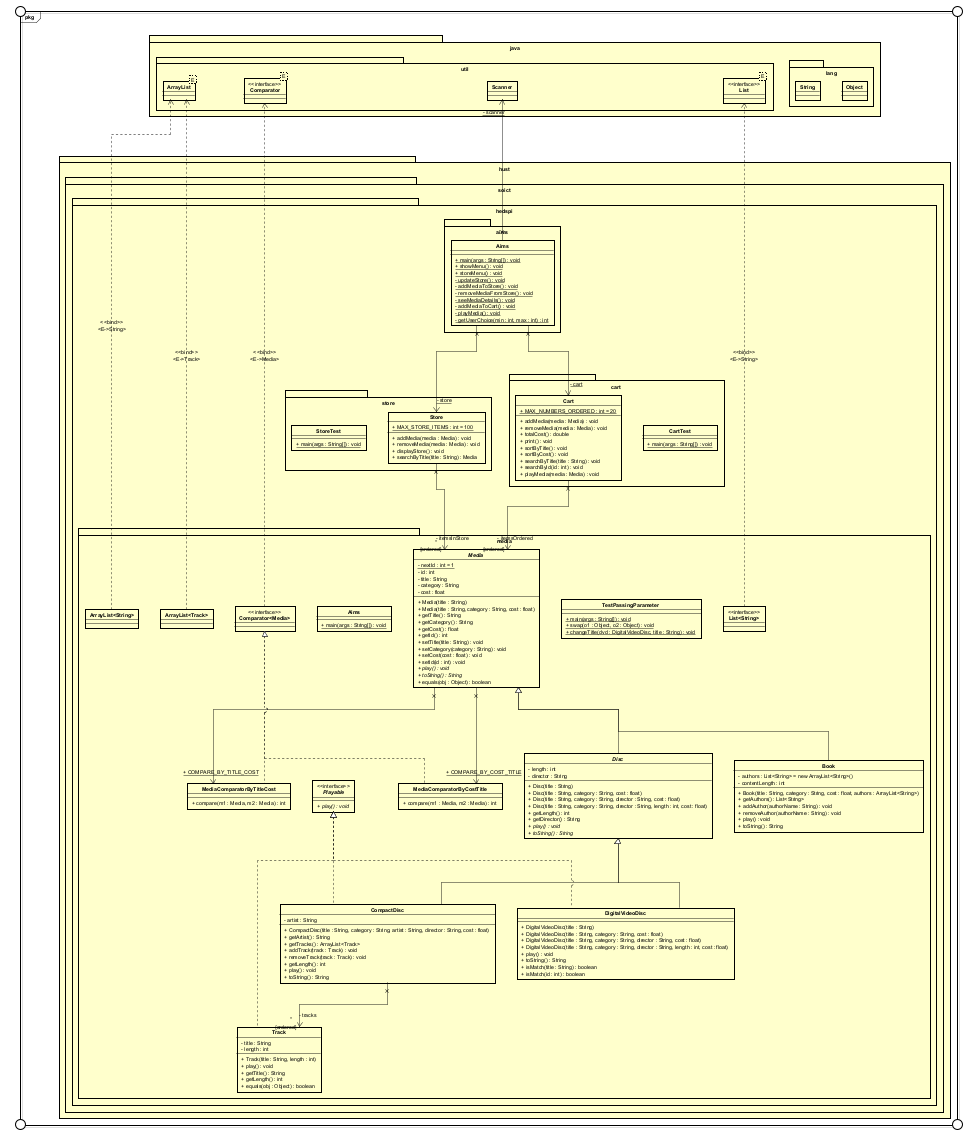 pkg
java
util
ArrayList
E
<<interface>>
Comparator
E
Scanner
<<interface>>
List
E
lang
String
Object
- scanner
hust
soict
hedspi
aims
Aims
+ main(args : String[]) : void
+ showMenu() : void
+ storeMenu() : void
- updateStore() : void
- addMediaToStore() : void
- removeMediaFromStore() : void
- seeMediaDetails() : void
- addMediaToCart() : void
- playMedia() : void
- getUserChoice(min : int, max : int) : int
<<bind>>
<E->String>
<<bind>>
<E->Track>
<<bind>>
<E->Media>
<<bind>>
<E->String>
store
- store
StoreTest
+ main(args : String[]) : void
Store
+ MAX_STORE_ITEMS : int = 100
+ addMedia(media : Media) : void
+ removeMedia(media : Media) : void
+ displayStore() : void
+ searchByTitle(title : String) : Media
cart
- cart
Cart
+ MAX_NUMBERS_ORDERED : int = 20
+ addMedia(media : Media) : void
+ removeMedia(media : Media) : void
+ totalCost() : double
+ print() : void
+ sortByTitle() : void
+ sortByCost() : void
+ searchByTitle(title : String) : void
+ searchById(id : int) : void
+ playMedia(media : Media) : void
CartTest
+ main(args : String[]) : void
media
- itemsInStore
{ordered}
- itemsOrdered
{ordered}
Media
- nextId : int = 1
- id : int
- title : String
- category : String
- cost : float
+ Media(title : String)
+ Media(title : String, category : String, cost : float)
+ getTitle() : String
+ getCategory() : String
+ getCost() : float
+ getId() : int
+ setTitle(title : String) : void
+ setCategory(category : String) : void
+ setCost(cost : float) : void
+ setId(id : int) : void
+ play() : void
+ toString() : String
+ equals(obj : Object) : boolean
ArrayList<String>
ArrayList<Track>
<<interface>>
Comparator<Media>
Aims
+ main(args : String[]) : void
TestPassingParameter
+ main(args : String[]) : void
+ swap(o1 : Object, o2 : Object) : void
+ changeTitle(dvd : DigitalVideoDisc, title : String) : void
<<interface>>
List<String>
+ COMPARE_BY_TITLE_COST
+ COMPARE_BY_COST_TITLE
MediaComparatorByTitleCost
+ compare(m1 : Media, m2 : Media) : int
<<interface>>
Playable
+ play() : void
MediaComparatorByCostTitle
+ compare(m1 : Media, m2 : Media) : int
Disc
- length : int
- director : String
+ Disc(title : String)
+ Disc(title : String, category : String, cost : float)
+ Disc(title : String, category : String, director : String, cost : float)
+ Disc(title : String, category : String, director : String, length : int, cost : float)
+ getLength() : int
+ getDirector() : String
+ play() : void
+ toString() : String
Book
- authors : List<String> = new ArrayList<String>()
- contentLength : int
+ Book(title : String, category : String, cost : float, authors : ArrayList<String>)
+ getAuthors() : List<String>
+ addAuthor(authorName : String) : void
+ removeAuthor(authorName : String) : void
+ play() : void
+ toString() : String
CompactDisc
- artist : String
+ CompactDisc(title : String, category : String, artist : String, director : String, cost : float)
+ getArtist() : String
+ getTracks() : ArrayList<Track>
+ addTrack(track : Track) : void
+ removeTrack(track : Track) : void
+ getLength() : int
+ play() : void
+ toString() : String
DigitalVideoDisc
+ DigitalVideoDisc(title : String)
+ DigitalVideoDisc(title : String, category : String, cost : float)
+ DigitalVideoDisc(title : String, category : String, director : String, cost : float)
+ DigitalVideoDisc(title : String, category : String, director : String, length : int, cost : float)
+ play() : void
+ toString() : String
+ isMatch(title : String) : boolean
+ isMatch(id : int) : boolean
* - tracks
{ordered}
Track
- title : String
- length : int
+ Track(title : String, length : int)
+ play() : void
+ getTitle() : String
+ getLength() : int
+ equals(obj : Object) : boolean